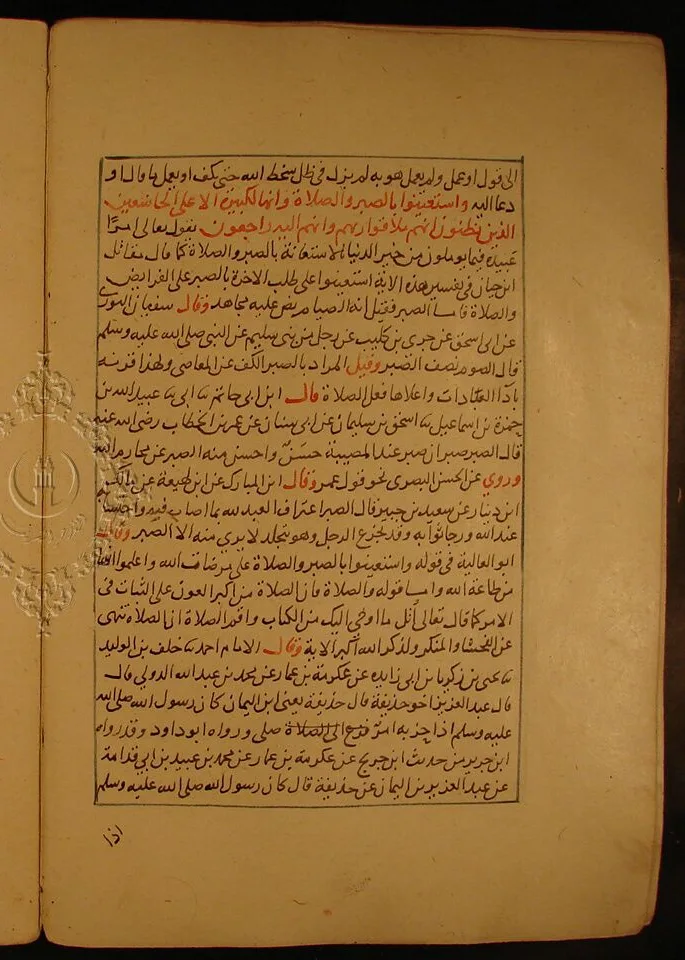 الى قول او عمل ولم يعمل هو به لم يزل في ظل سخط الله حتى يكف او يعمل ما قال او
دعا اليه واستعينوا بالصبر والصلاة وانها لكبيرة الا على الخاشعين
الذين يظنون انهم ملاقوا ربهم وانهم اليه راجعون يقول تعالى امرًا
عبيده فيما يوملون من خير الدنيا بالاستعانة بالصبر والصلاة كما قال مقاتل
ابن حيان في تفسير هذه الاية استعينوا على طلب الاخرة بالصبر على الفرايض
والصلاة فاما الصبر فقيل انه الصيام نص عليه مجاهد وقال سفيان الثوري
عن ابي اسحق عن جري بن كليب عن رجل من بني سليم عن النبي صلى الله عليه وسلم
قال الصوم نصف الصبر وقيل المراد بالصبر الكف عن المعاصي ولهذا قرنه
بادآ العبادات واعلاها فعل الصلاة قال ابن ابي حاتم ثنا ابي ثنا عبيد الله بن
حمزة بن اسماعيل ثنا اسحق بن سليمان عن ابي سنان عن عمر بن الخطاب رضي الله عنه
قال الصبر صبران صبر عند المصيبة حسن واحسن منه الصبر عن محارم الله
وروي عن الحسن البصري نحو قول عمر وقال ابن المبارك عن ابن لهيعة عن مالك
ابن دينار عن سعيد بن جبير قال الصبر اعتراف العبد لله بما اصاب فيه واحتسابه
عند الله ورجا ثوابه وقد يجزع الرجل وهو يتجلد لا يرى منه الا الصبر وقال
ابو العالية في قوله واستعينوا بالصبر والصلاة على مرضات الله واعلموا انها
من طاعة الله واما قوله والصلاة فان الصلاة من اكبر العون على الثبات في
الامر كما قال تعالى اتل ما اوحي اليك من الكتاب واقم الصلاة ان الصلاة تنهى
عن الفحشا والمنكر ولذكر الله اكبر الاية وقال الامام احمد ثنا خلف بن الوليد
ثنا يحيى بن زكريا بن ابي زايده عن عكرمة بن عمار عن محمد بن عبد الله الدولي قال
قال عبد العزيز اخو حذيفة قال حذيفة يعني ابن اليمان كان رسول الله صلى الله
عليه وسلم اذا حزبه امر فزع الى الصلاة صلى ورواه ابو داود وقد رواه
ابن جرير من حديث ابن جريج عن عكرمة بن عمار عن محمد بن عبيد بن ابي قدامة
عن عبد العزيز بن اليمان عن حذيفة قال كان رسول الله صلى الله عليه وسلم
اذا